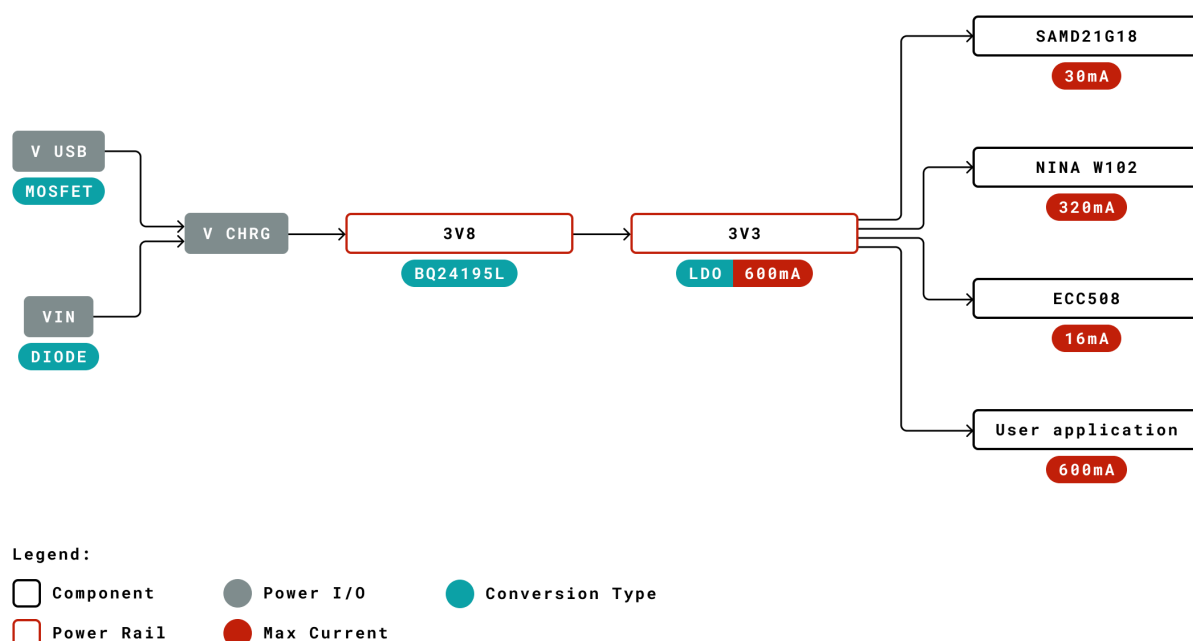 SAMD21G18
30mA
V USB
MOSFET
NINA W102
320mA
V CHRG
3V8
3V3
BQ24195L
LDO 600mA
VIN
DIODE
ECC508
16mA
User application
600mA
Legend:
Component
Power I/O
Conversion Type
Power Rail
Max Current